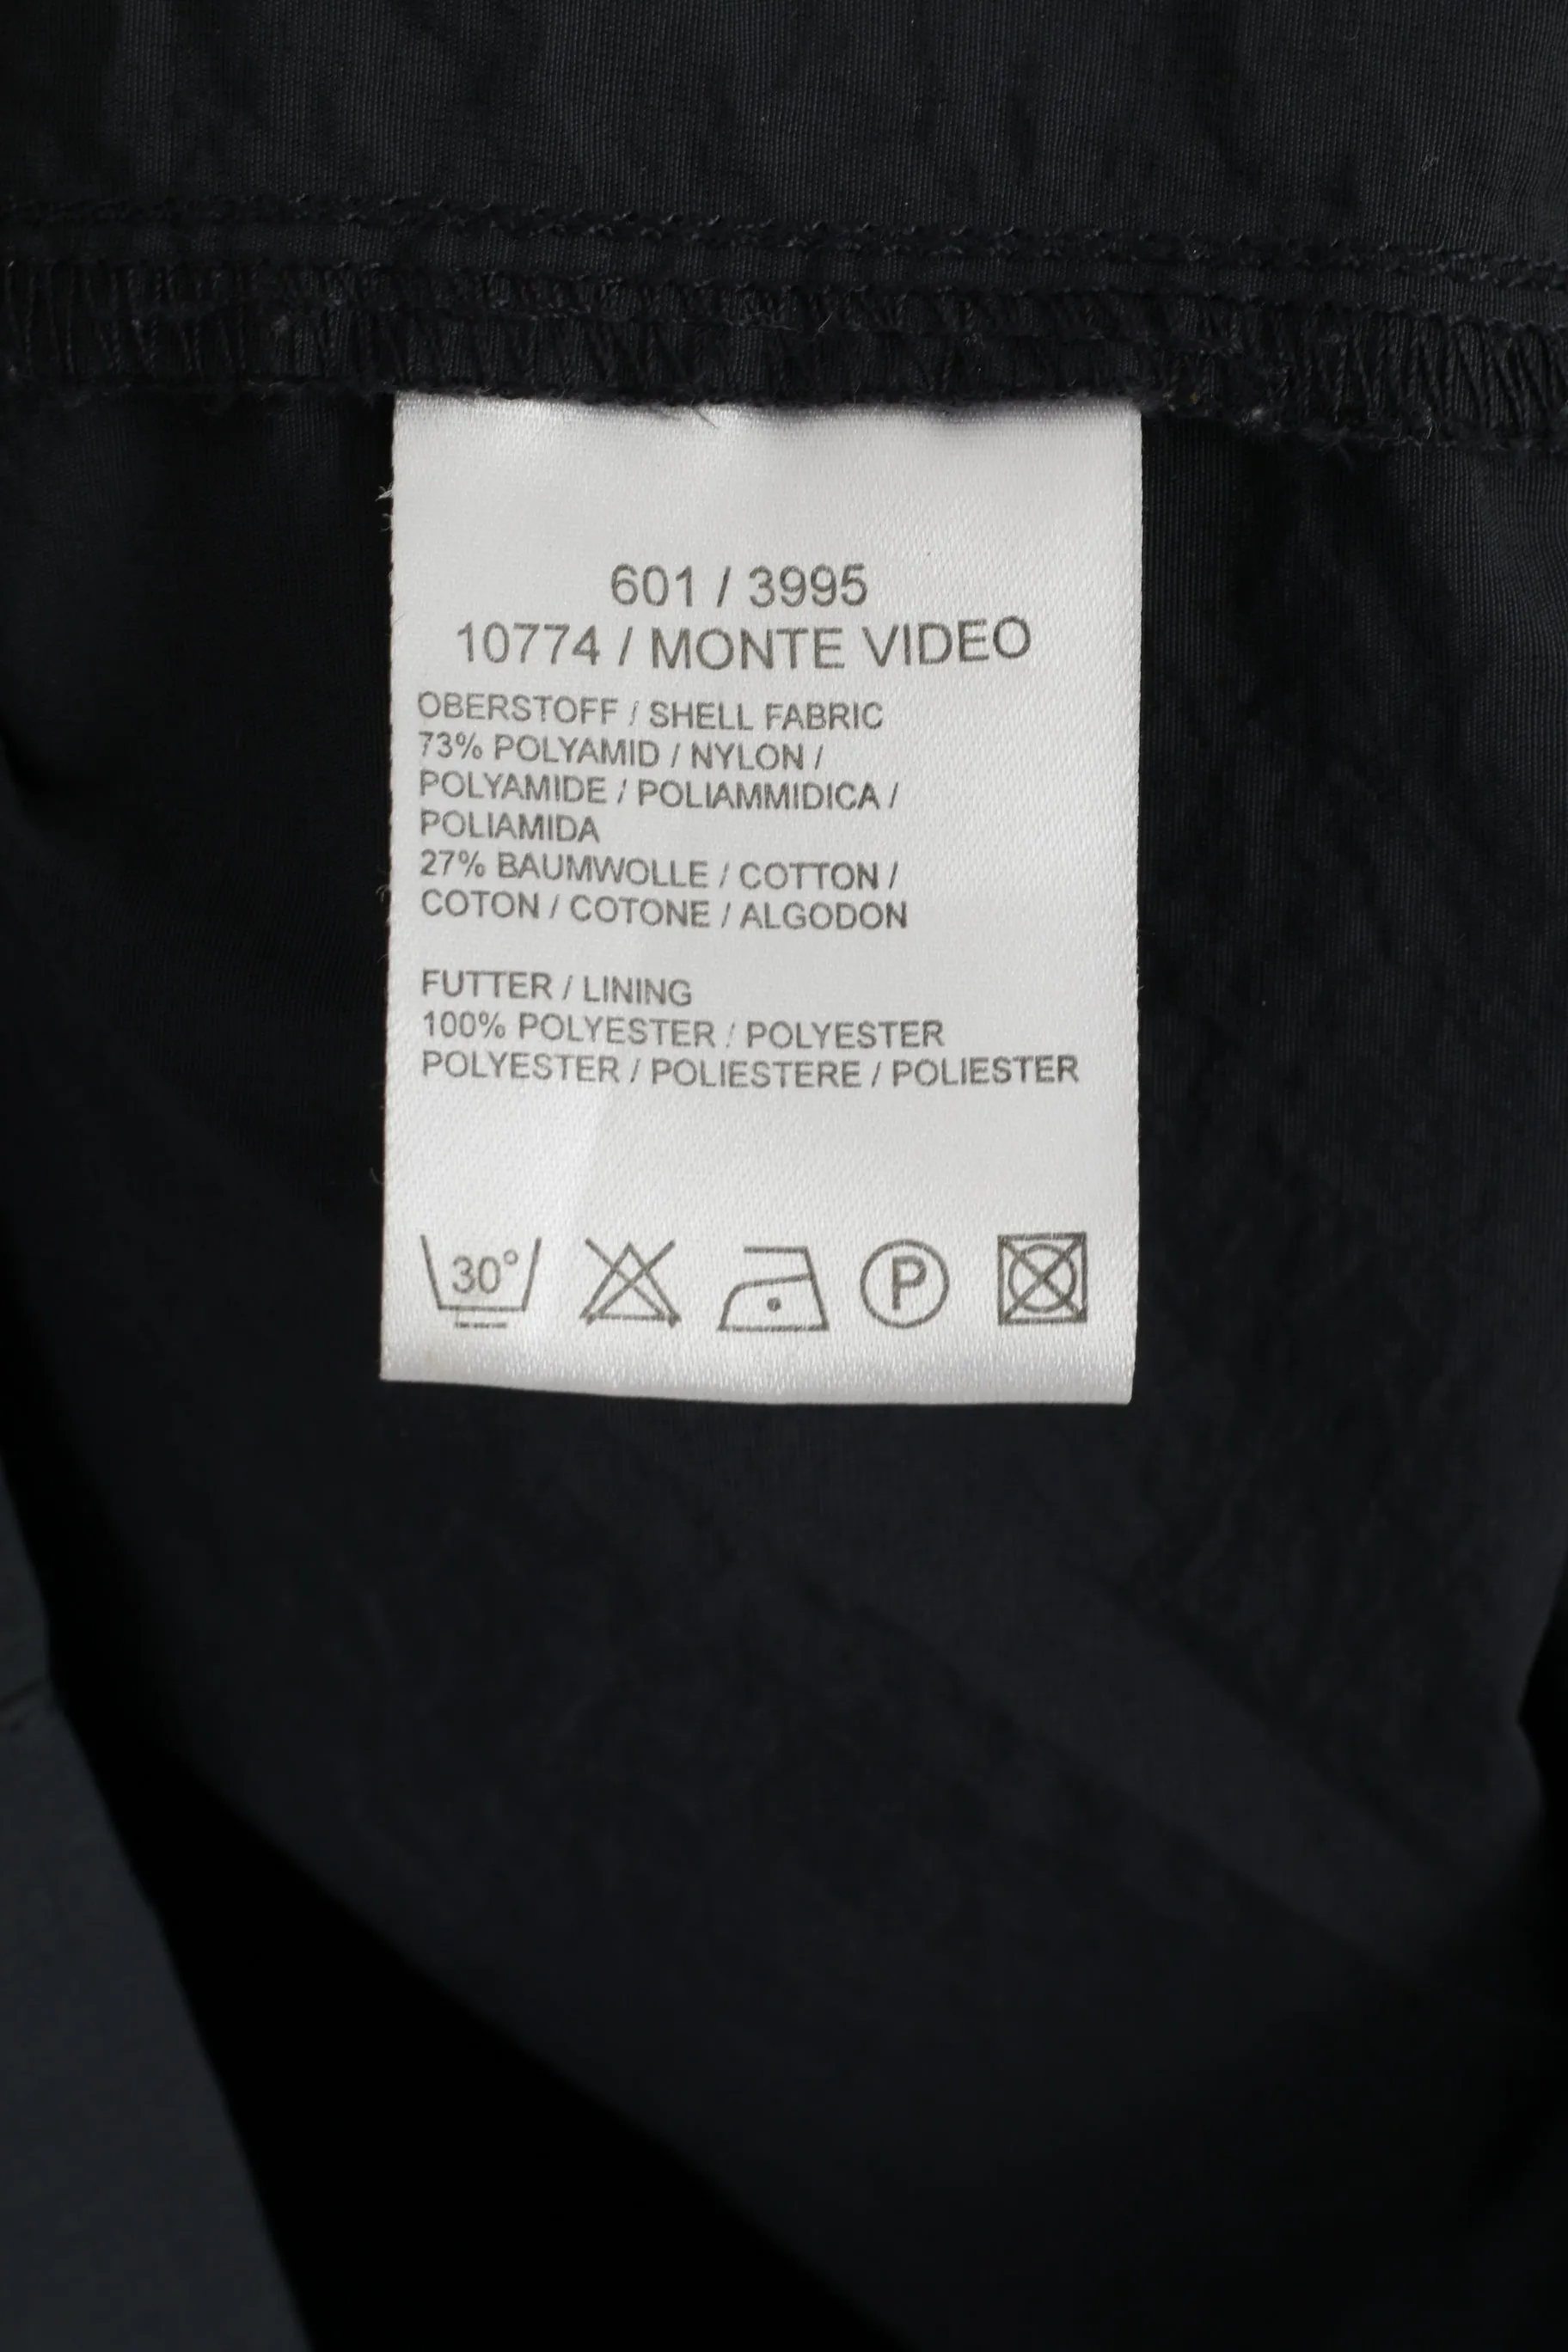 601 / 3995
10774 / MONTE VIDEO
OBERSTOFF / SHELL FABRIC
73% POLYAMID / NYLON /
POLYAMIDE / POLIAMMIDICA /
POLIAMIDA
27% BAUMWOLLE / COTTON /
COTON / COTONE / ALGODON
FUTTER / LINING
100% POLYESTER / POLYESTER
POLYESTER / POLIESTERE / POLIESTER
30° P